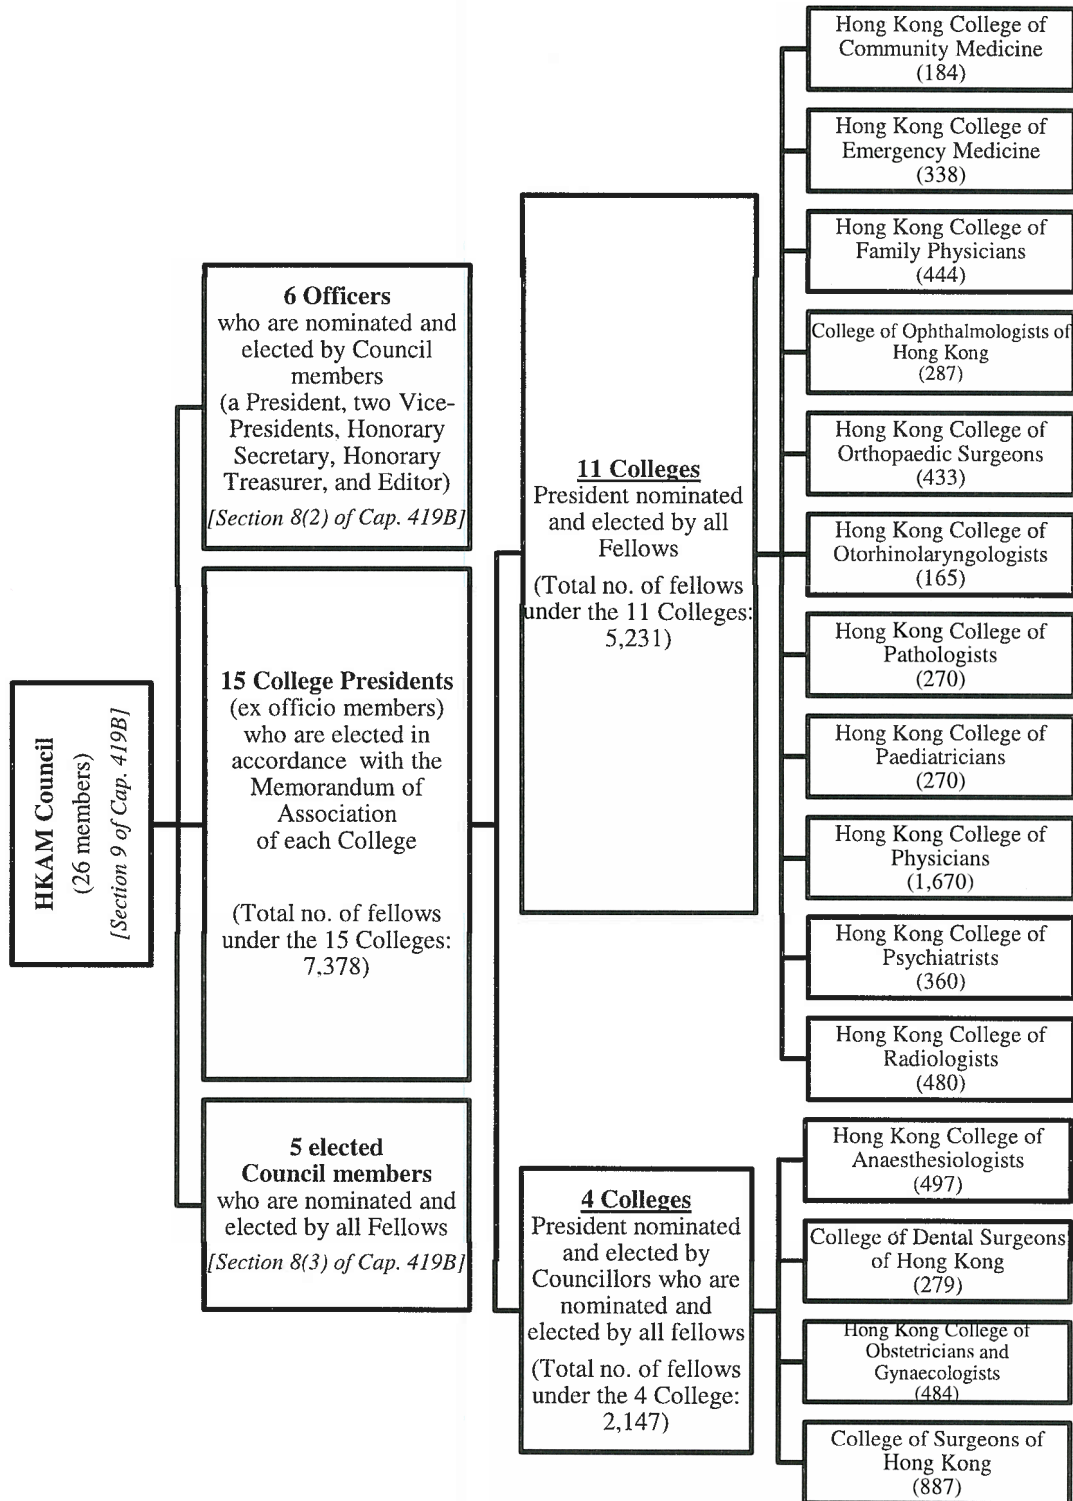 HKAM Council
(26 members)
[Section 9 of Cap. 419B]
6 Officers
who are nominated and
elected by Council
members
(a President, two Vice-
Presidents, Honorary
Secretary, Honorary
Treasurer, and Editor)
[Section 8(2) of Cap. 419B]
15 College Presidents
(ex officio members)
who are elected in
accordance with the
Memorandum of
Association
of each College
(Total no. of fellows
under the 15 Colleges:
7,378)
5 elected
Council members
who are nominated and
elected by all Fellows
[Section 8(3) of Cap. 419B]
11 Colleges
President nominated
and elected by all
Fellows
(Total no. of fellows
under the 11 Colleges:
5,231)
4 Colleges
President nominated
and elected by
Councillors who are
nominated and
elected by all fellows
(Total no. of fellows
under the 4 College:
2,147)
Hong Kong College of
Community Medicine
(184)
Hong Kong College of
Emergency Medicine
(338)
Hong Kong College of
Family Physicians
(444)
College of Ophthalmologists of
Hong Kong
(287)
Hong Kong College of
Orthopaedic Surgeons
(433)
Hong Kong College of
Otorhinolaryngologists
(165)
Hong Kong College of
Pathologists
(270)
Hong Kong College of
Paediatricians
(270)
Hong Kong College of
Physicians
(1,670)
Hong Kong College of
Psychiatrists
(360)
Hong Kong College of
Radiologists
(480)
Hong Kong College of
Anaesthesiologists
(497)
College of Dental Surgeons
of Hong Kong
(279)
Hong Kong College of
Obstetricians and
Gynaecologists
(484)
College of Surgeons of
Hong Kong
(887)